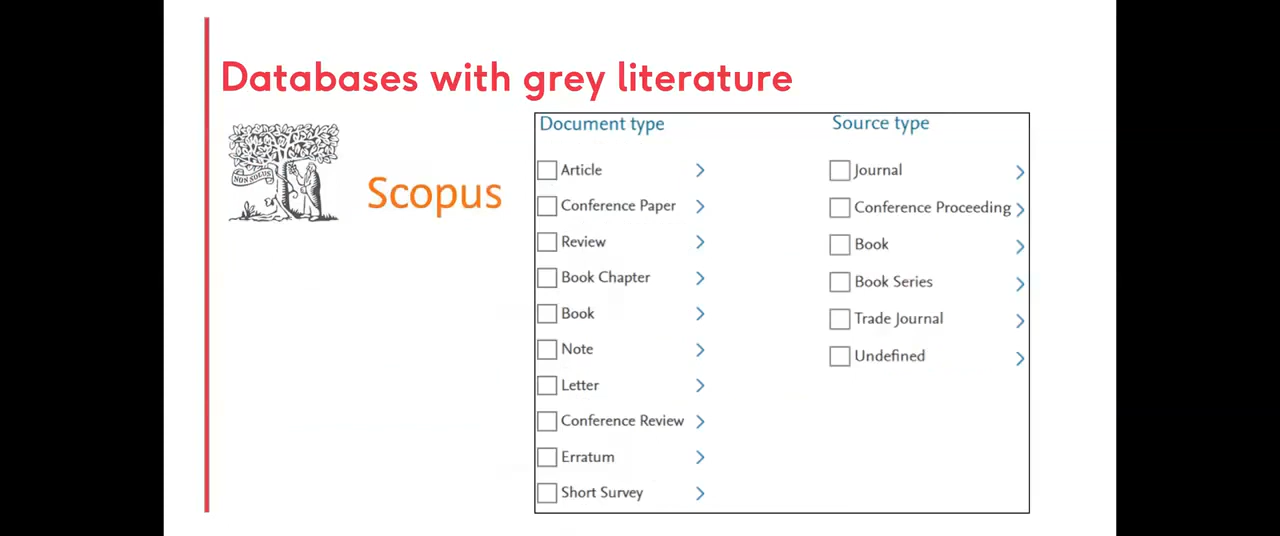 Databases with grey literature
NON SOLUS
Scopus
Document type
Article
Conference Paper
Review
Book Chapter
Book
Note
Letter
Conference Review
Erratum
Short Survey
Source type
Journal
Conference Proceeding
Book
Book Series
Trade Journal
Undefined